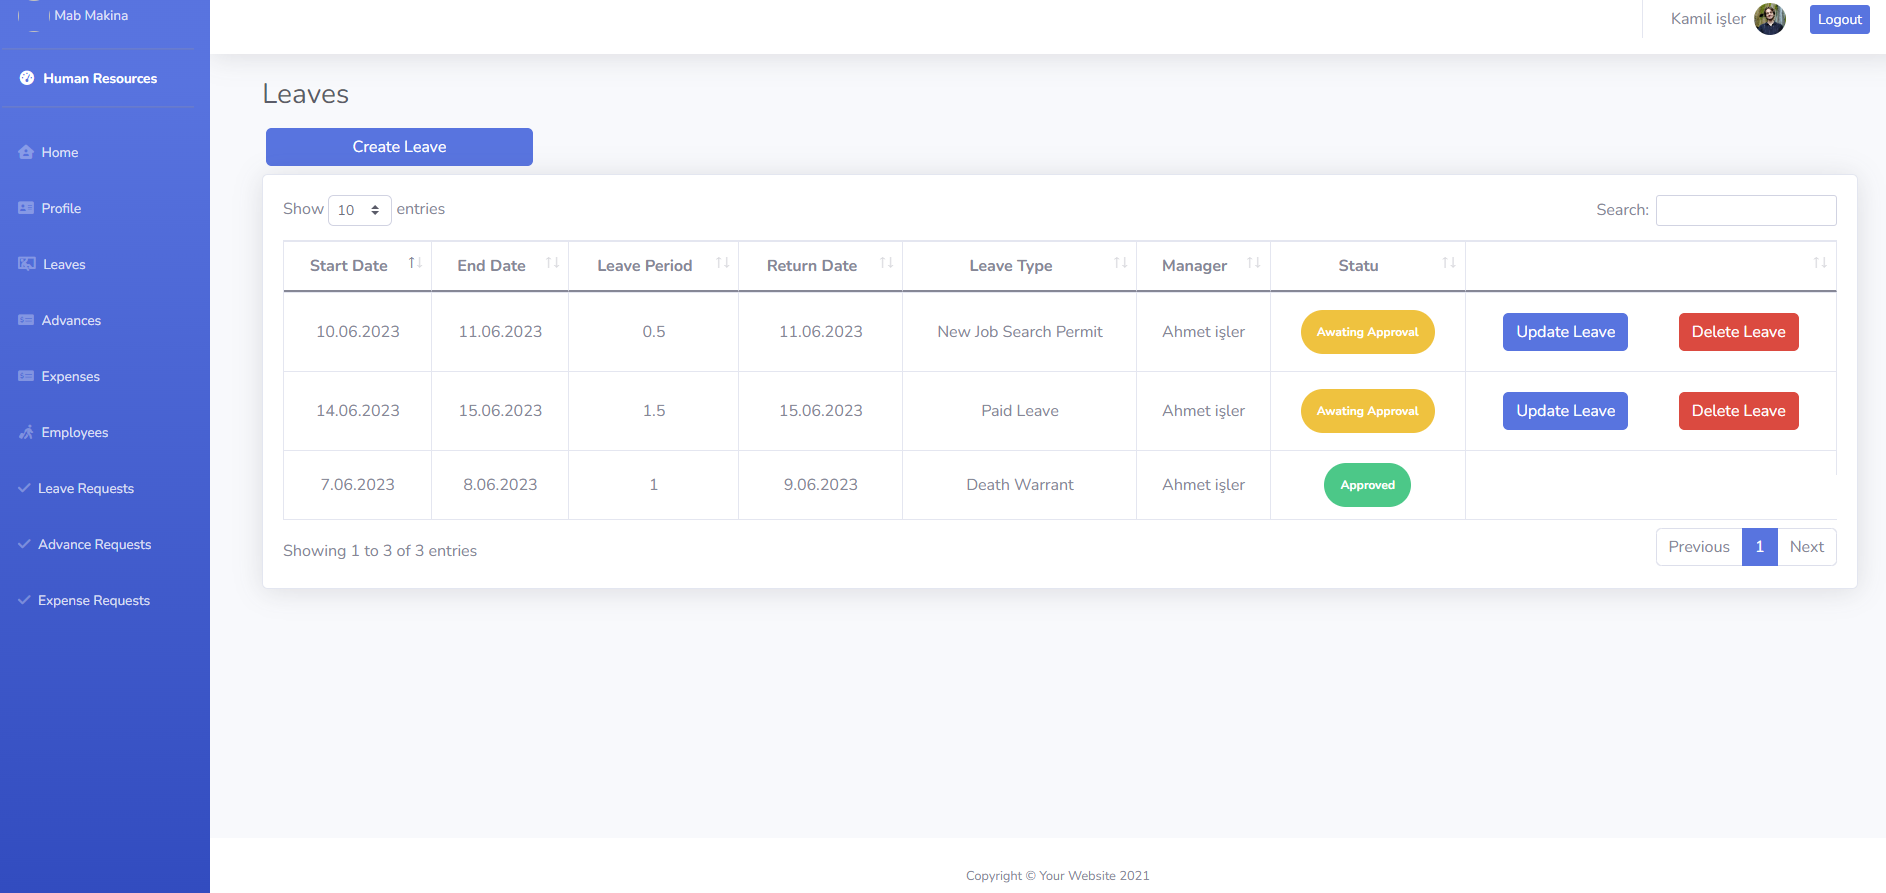 Mab Makina
Kamil işler
Logout
Human Resources
Home
Profile
Leaves
Advances
Expenses
Employees
Leave Requests
Advance Requests
Expense Requests
Leaves
Create Leave
Show 10 entries
Search:
Start Date End Date Leave Period Return Date Leave Type Manager Statu
10.06.2023 11.06.2023 0.5 11.06.2023 New Job Search Permit Ahmet işler Awating Approval Update Leave Delete Leave
14.06.2023 15.06.2023 1.5 15.06.2023 Paid Leave Ahmet işler Awating Approval Update Leave Delete Leave
7.06.2023 8.06.2023 1 9.06.2023 Death Warrant Ahmet işler Approved
Showing 1 to 3 of 3 entries
Previous 1 Next
Copyright © Your Website 2021